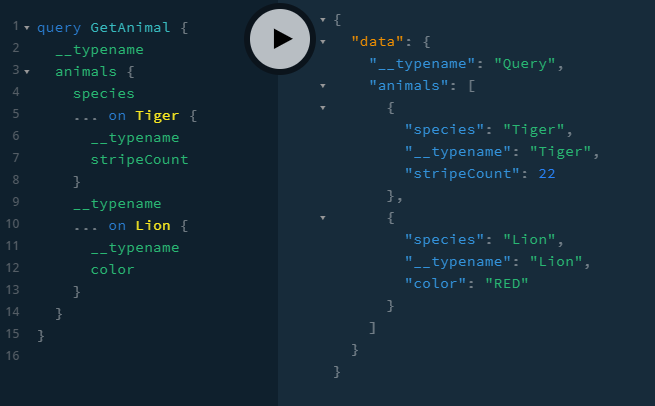 1 query GetAnimal {
2 __typename
3 animals {
4 species
5 ... on Tiger {
6 __typename
7 stripeCount
8 }
9 __typename
10 ... on Lion {
11 __typename
12 color
13 }
14 }
15 }
16
{
"data": {
"__typename": "Query",
"animals": [
{
"species": "Tiger",
"__typename": "Tiger",
"stripeCount": 22
},
{
"species": "Lion",
"__typename": "Lion",
"color": "RED"
}
]
}
}